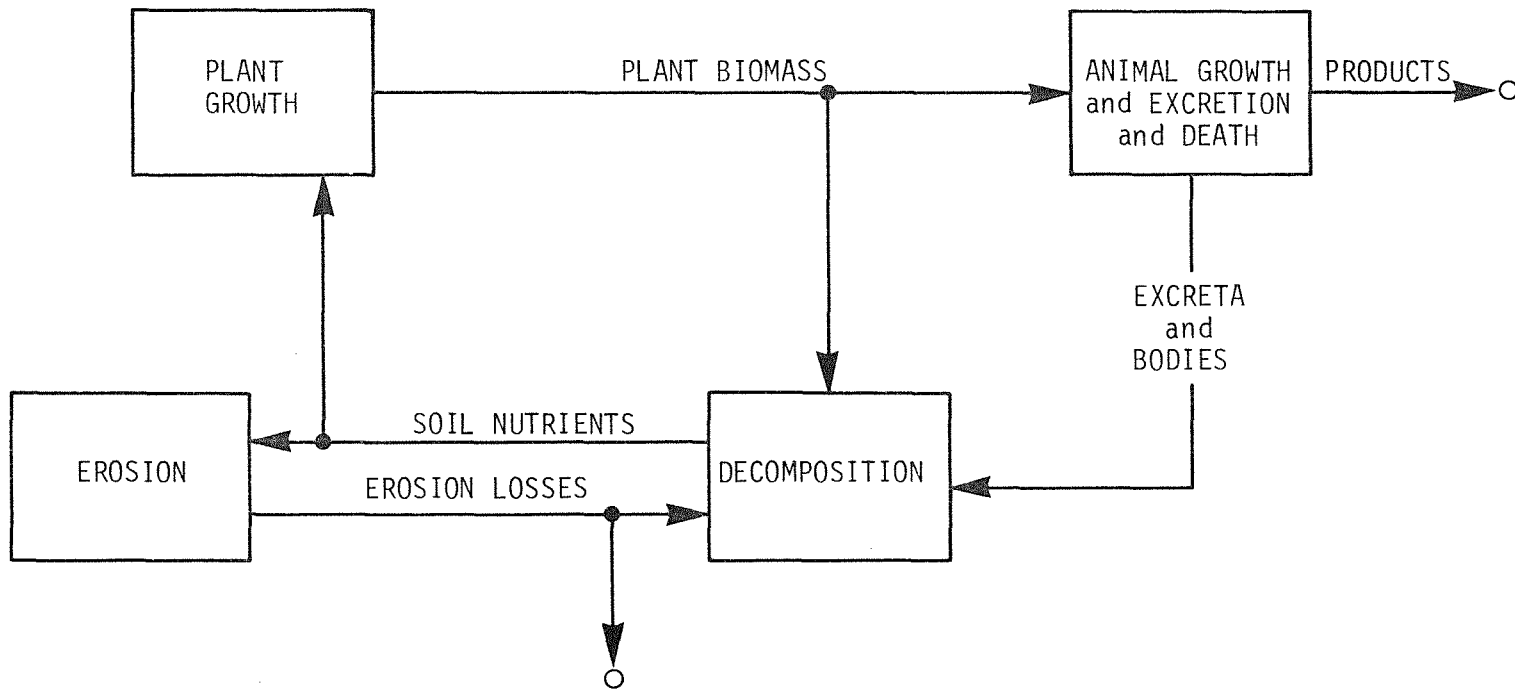 PLANT
GROWTH
PLANT BIOMASS
ANIMAL GROWTH
and EXCRETION
and DEATH
PRODUCTS
EXCRETA
and
BODIES
SOIL NUTRIENTS
EROSION
DECOMPOSITION
EROSION LOSSES